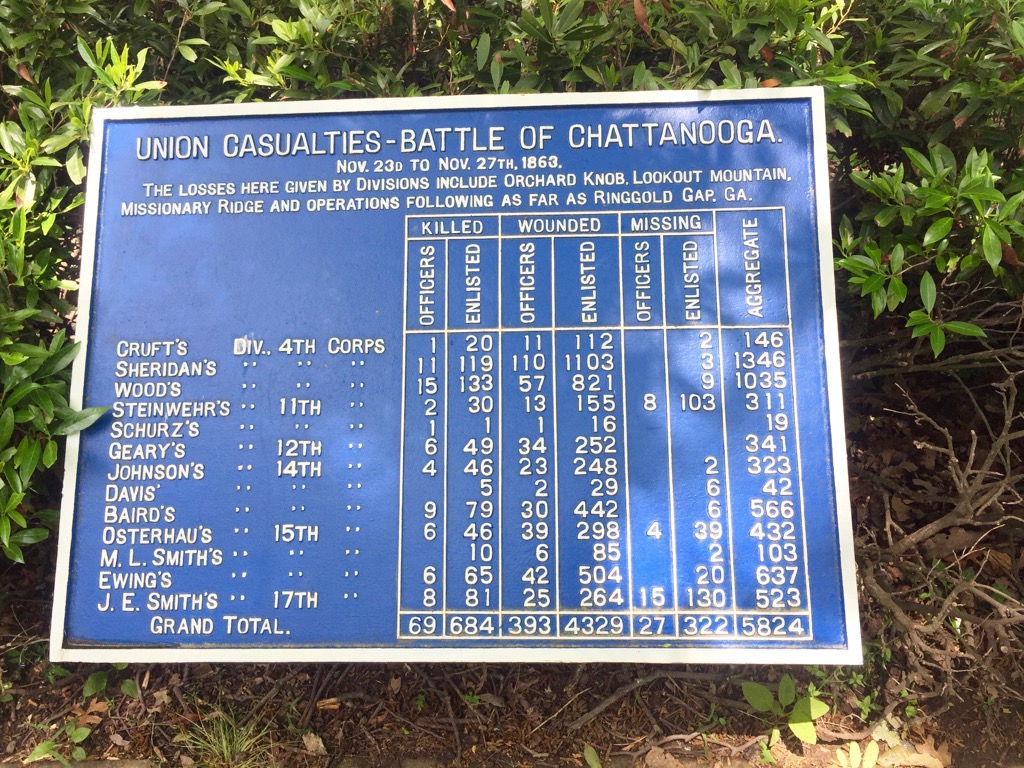 UNION CASUALTIES-BATTLE OF CHATTANOOGA.
NOV. 23D TO NOV. 27TH, 1863.
THE LOSSES HERE GIVEN BY DIVISIONS INCLUDE ORCHARD KNOB, LOOKOUT MOUNTAIN,
MISSIONARY RIDGE AND OPERATIONS FOLLOWING AS FAR AS RINGGOLD GAP, GA.
KILLED WOUNDED MISSING
OFFICERS ENLISTED OFFICERS ENLISTED OFFICERS ENLISTED AGGREGATE
CRUFT'S DIV., 4TH CORPS 1 20 11 112 2 146
SHERIDAN'S " " " 11 119 110 1103 3 1346
WOOD'S " " " 15 133 57 821 9 1035
STEINWEHR'S " 11TH " 2 30 13 155 8 103 311
SCHURZ'S " " " 1 1 1 16 19
GEARY'S " 12TH " 6 49 34 252 341
JOHNSON'S " 14TH " 4 46 23 248 2 323
DAVIS' " " " 5 2 29 6 42
BAIRD'S " " " 9 79 30 442 6 566
OSTERHAU'S " 15TH " 6 46 39 298 4 39 432
M. L. SMITH'S " " " 10 6 85 2 103
EWING'S " " " 6 65 42 504 20 637
J. E. SMITH'S " 17TH " 8 81 25 264 15 130 523
GRAND TOTAL. 69 684 393 4329 27 322 5824